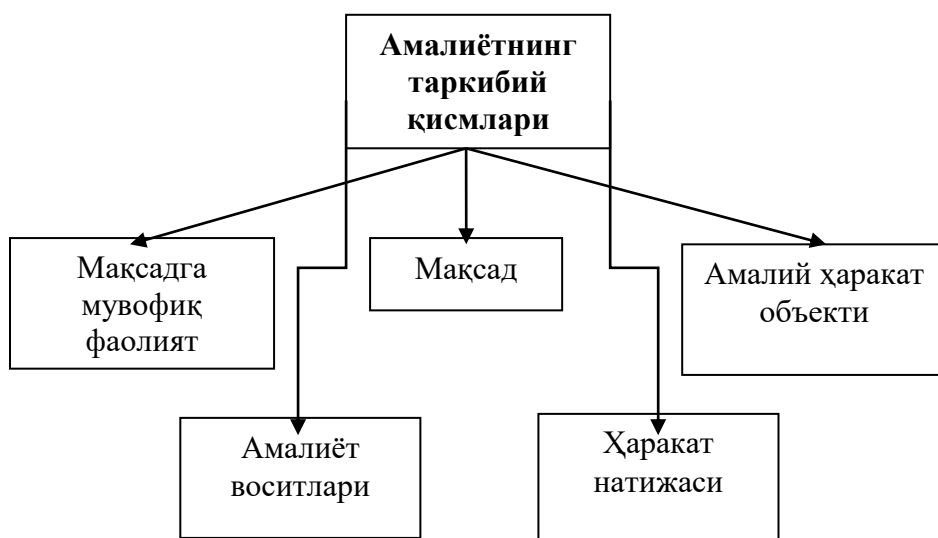 Амалиётнинг
таркибий
қисмлари
Мақсадга
мувофиқ
фаолият
Мақсад
Амалий ҳаракат
объекти
Амалиёт
воситлари
Ҳаракат
натижаси